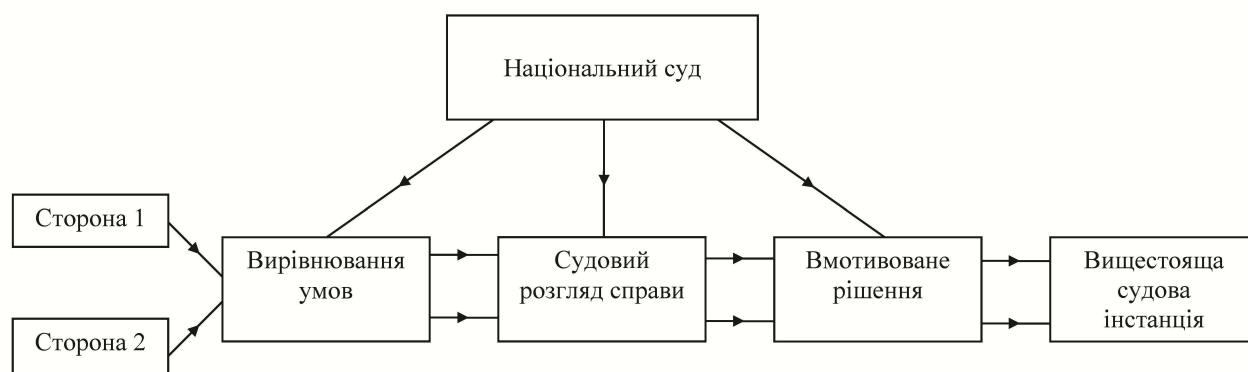 Національний суд
Сторона 1
Вирівнювання
умов
Судовий
розгляд справи
Вмотивоване
рішення
Вищестояща
судова
інстанція
Сторона 2